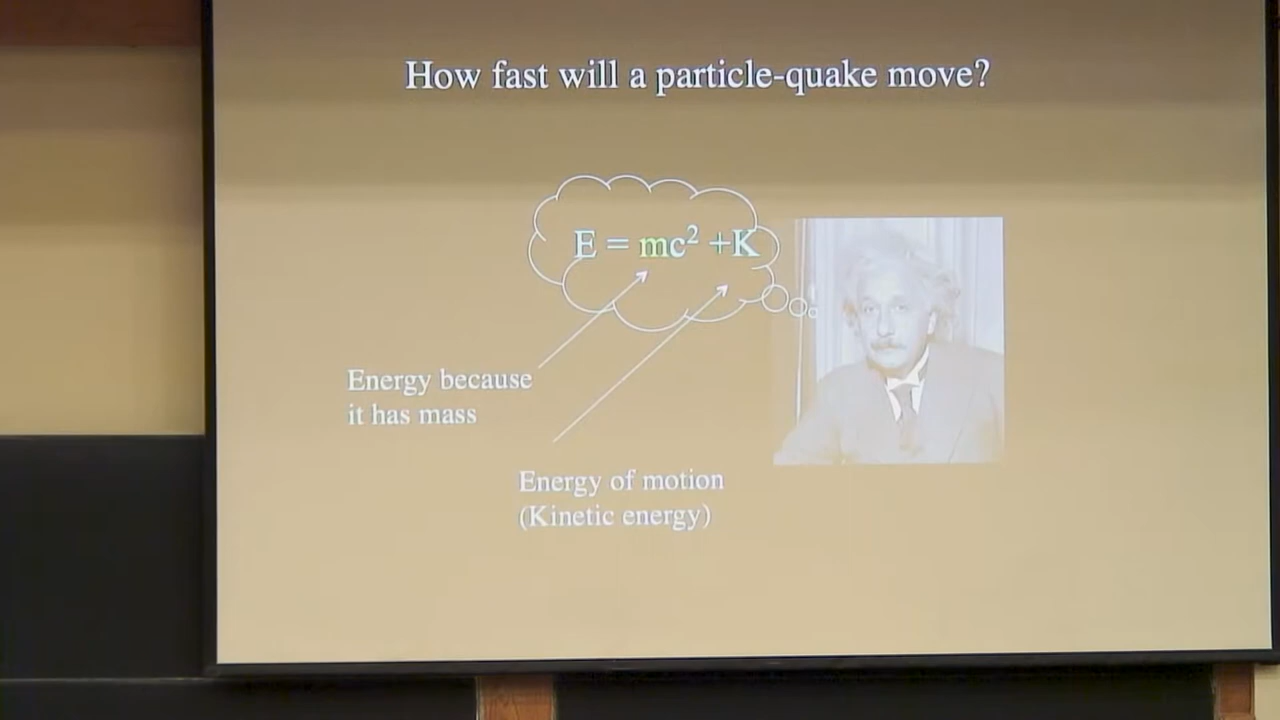 How fast will a particle-quake move?
E = mc² +K
Energy because
it has mass
Energy of motion
(Kinetic energy)